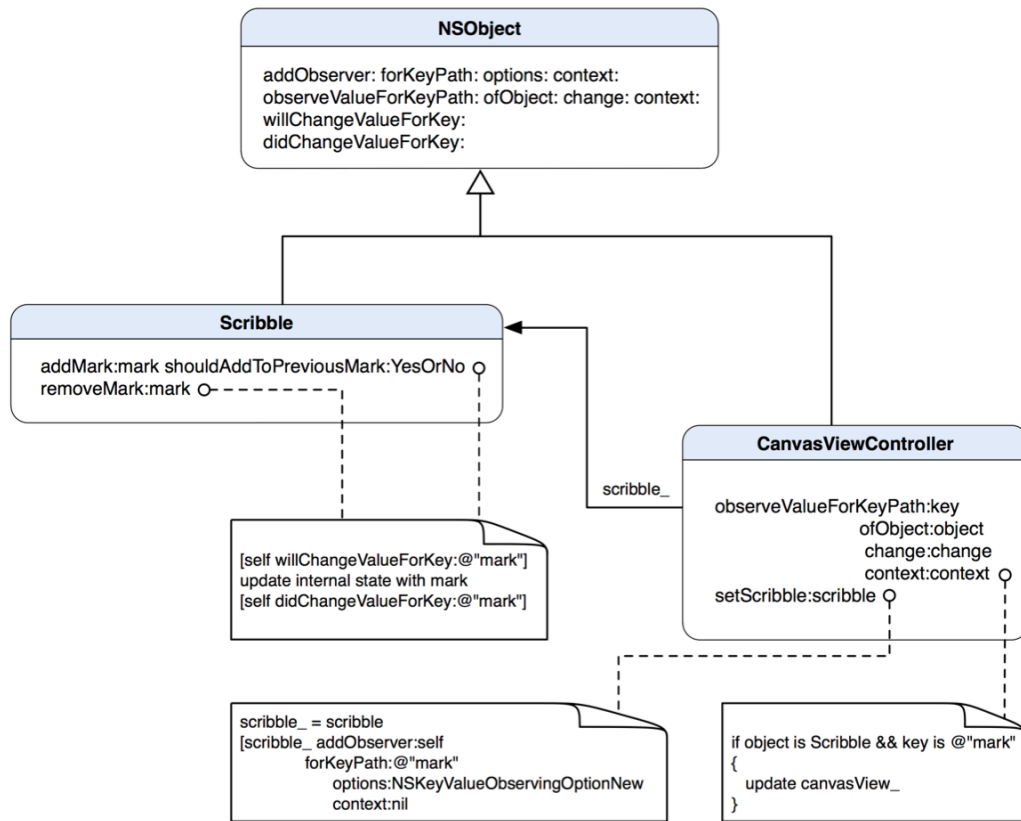 NSObject
addObserver: forKeyPath: options: context:
observeValueForKeyPath: ofObject: change: context:
willChangeValueForKey:
didChangeValueForKey:
Scribble
addMark:mark shouldAddToPreviousMark:YesOrNo
removeMark:mark
CanvasViewController
scribble_
observeValueForKeyPath:key
ofObject:object
change:change
context:context
setScribble:scribble
[self willChangeValueForKey:@"mark"]
update internal state with mark
[self didChangeValueForKey:@"mark"]
scribble_ = scribble
[scribble_ addObserver:self
forKeyPath:@"mark"
options:NSKeyValueObservingOptionNew
context:nil
if object is Scribble && key is @"mark"
{
update canvasView_
}